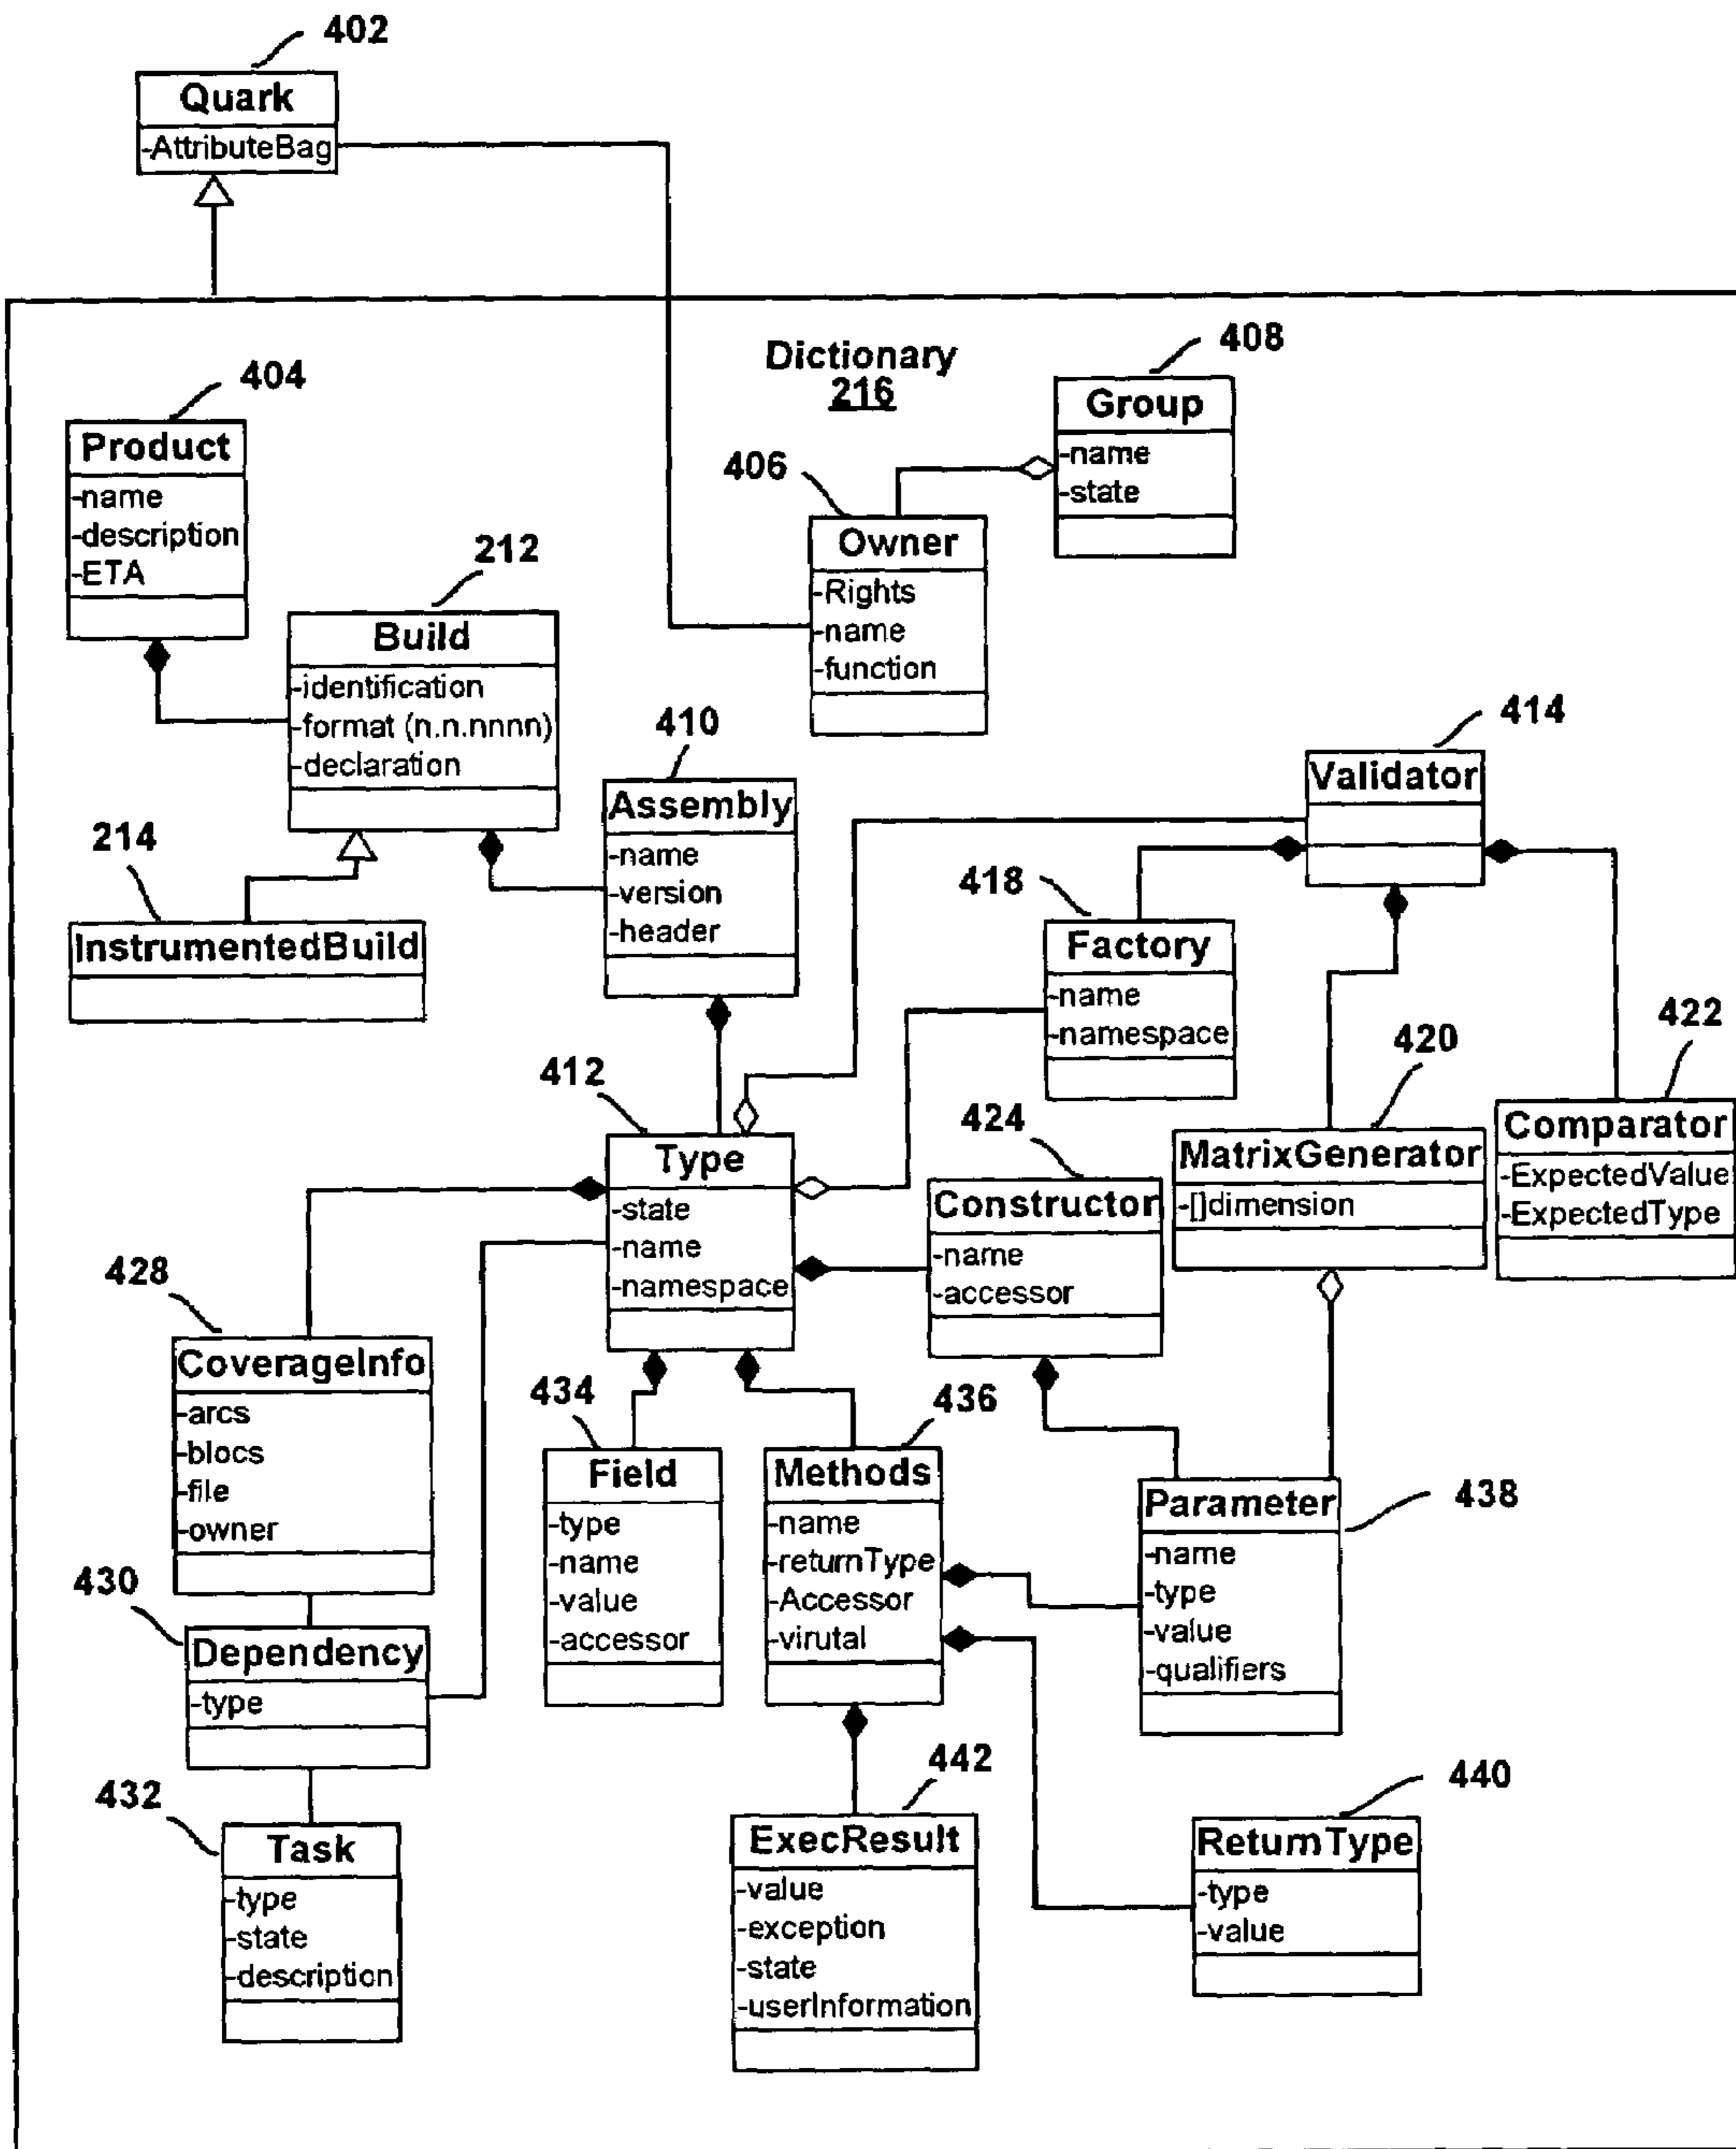 402
Quark
-AttributeBag
Dictionary
216
408
Group
-name
-state
404
Product
-name
-description
-ETA
406
Owner
-Rights
-name
-function
212
Build
-identification
-format (n.n.nnnn)
-declaration
410
Assembly
-name
-version
-header
414
Validator
214
InstrumentedBuild
418
Factory
-name
-namespace
420
MatrixGenerator
-[]dimension
422
Comparator
-ExpectedValue
-ExpectedType
412
Type
-state
-name
-namespace
424
Constructor
-name
-accessor
428
CoverageInfo
-arcs
-blocs
-file
-owner
434
Field
-type
-name
-value
-accessor
436
Methods
-name
-returnType
-Accessor
-virutal
Parameter
438
-name
-type
-value
-qualifiers
430
Dependency
-type
432
Task
-type
-state
-description
442
ExecResult
-value
-exception
-state
-userInformation
440
ReturnType
-type
-value